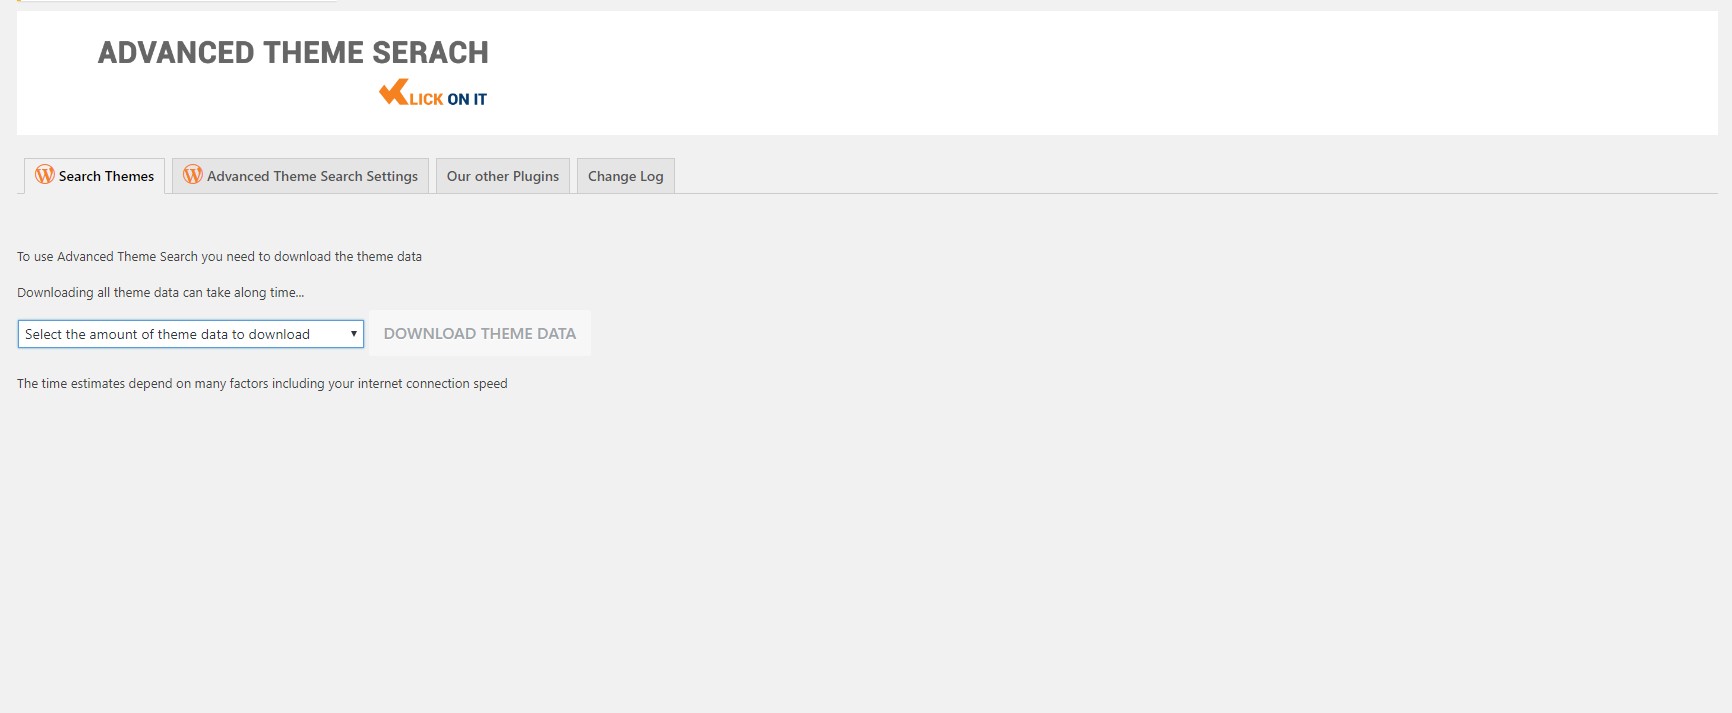 ADVANCED THEME SERACH
KLICK ON IT
Search Themes
Advanced Theme Search Settings
Our other Plugins
Change Log
To use Advanced Theme Search you need to download the theme data
Downloading all theme data can take along time...
Select the amount of theme data to download
DOWNLOAD THEME DATA
The time estimates depend on many factors including your internet connection speed